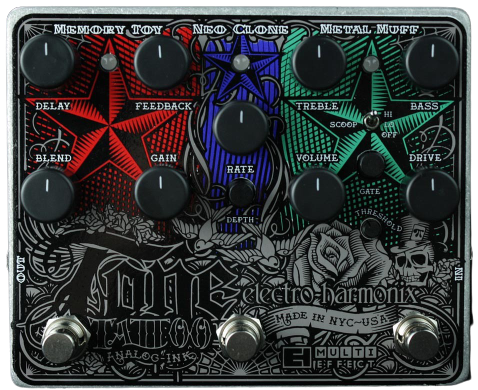 MEMORY TOY NEO CLONE METAL MUFF
DELAY FEEDBACK TREBLE BASS
SCOOP HI
OFF
BLEND GAIN RATE VOLUME DRIVE
GATE
DEPTH
THRESHOLD
OUT IN
Tone
TATTOO
ANALOG·INK
electro-harmonix
MADE IN NYC~USA
EH MULTI
EFFECT